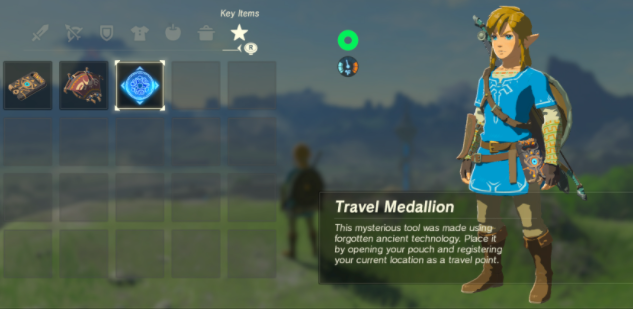 Key Items
R
Travel Medallion
This mysterious tool was made using
forgotten ancient technology. Place it
by opening your pouch and registering
your current location as a travel point.